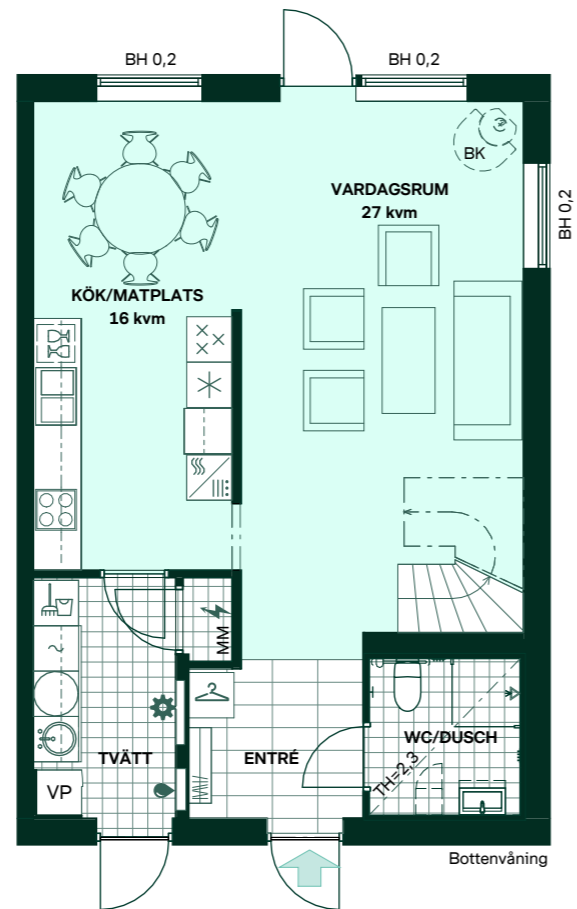 BH 0,2
BH 0,2
BK
VARDAGSRUM
27 kvm
BH 0,2
KÖK/MATPLATS
16 kvm
MM
TVÄTT
ENTRÉ
WC/DUSCH
TH=2,3
VP
Bottenvåning